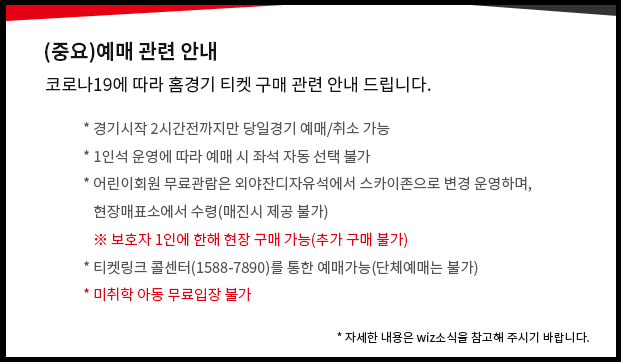 (중요)예매 관련 안내
코로나19에 따라 홈경기 티켓 구매 관련 안내 드립니다.
* 경기시작 2시간전까지만 당일경기 예매/취소 가능
* 1인석 운영에 따라 예매 시 좌석 자동 선택 불가
* 어린이회원 무료관람은 외야잔디자유석에서 스카이존으로 변경 운영하며,
현장매표소에서 수령(매진시 제공 불가)
※ 보호자 1인에 한해 현장 구매 가능(추가 구매 불가)
* 티켓링크 콜센터(1588-7890)를 통한 예매가능(단체예매는 불가)
* 미취학 아동 무료입장 불가
* 자세한 내용은 wiz소식을 참고해 주시기 바랍니다.